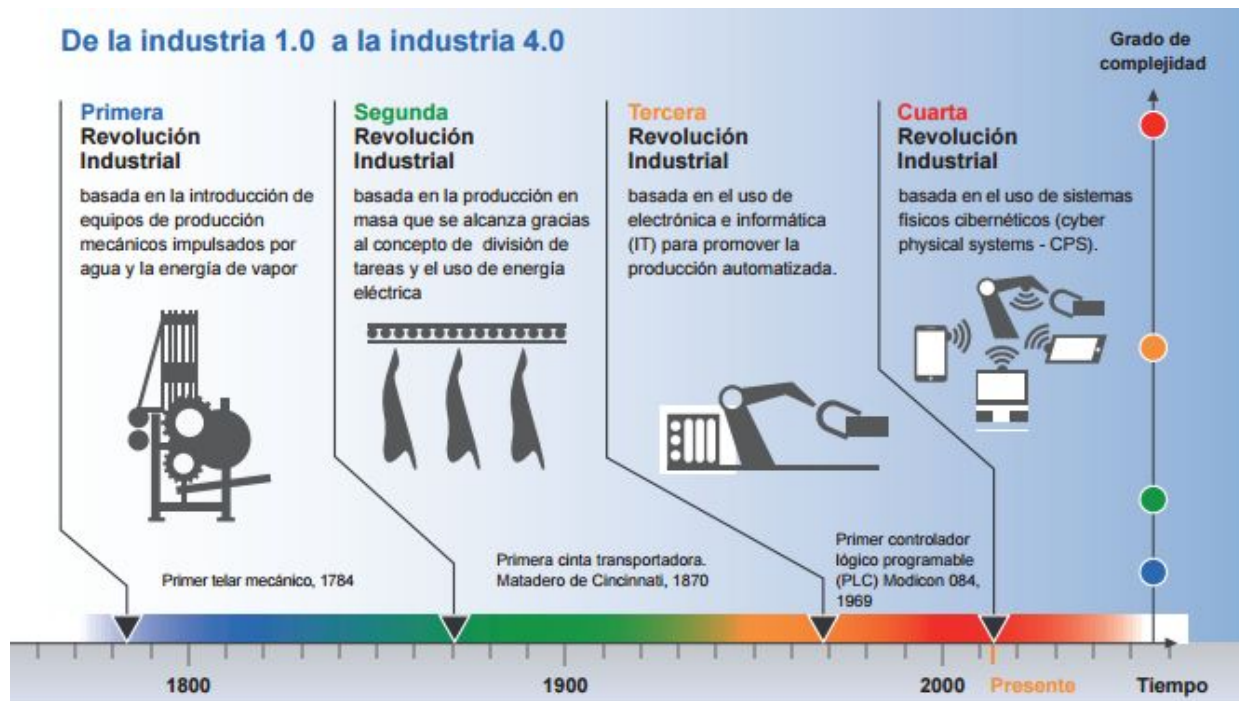 De la industria 1.0 a la industria 4.0
Grado de
complejidad
Primera
Revolución
Industrial
basada en la introducción de
equipos de producción
mecánicos impulsados por
agua y la energía de vapor
Segunda
Revolución
Industrial
basada en la producción en
masa que se alcanza gracias
al concepto de división de
tareas y el uso de energía
eléctrica
Tercera
Revolución
Industrial
basada en el uso de
electrónica e informática
(IT) para promover la
producción automatizada.
Cuarta
Revolución
Industrial
basada en el uso de sistemas
físicos cibernéticos (cyber
physical systems - CPS).
Primer telar mecánico, 1784
Primera cinta transportadora.
Matadero de Cincinnati, 1870
Primer controlador
lógico programable
(PLC) Modicon 084,
1969
1800
1900
2000
Presente
Tiempo